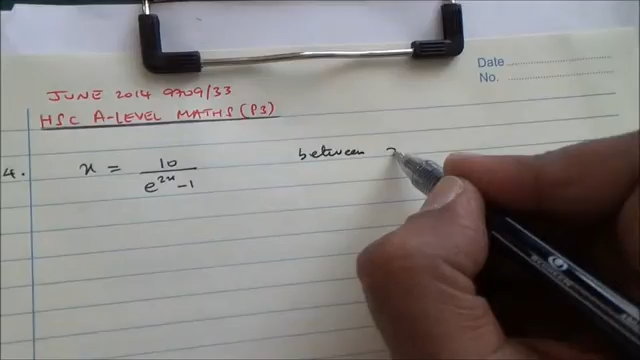 Date
No.
JUNE 2014 9709/33
HSC A-LEVEL MATHS (P3)
4. x = 10 / (e^{2x} - 1) between